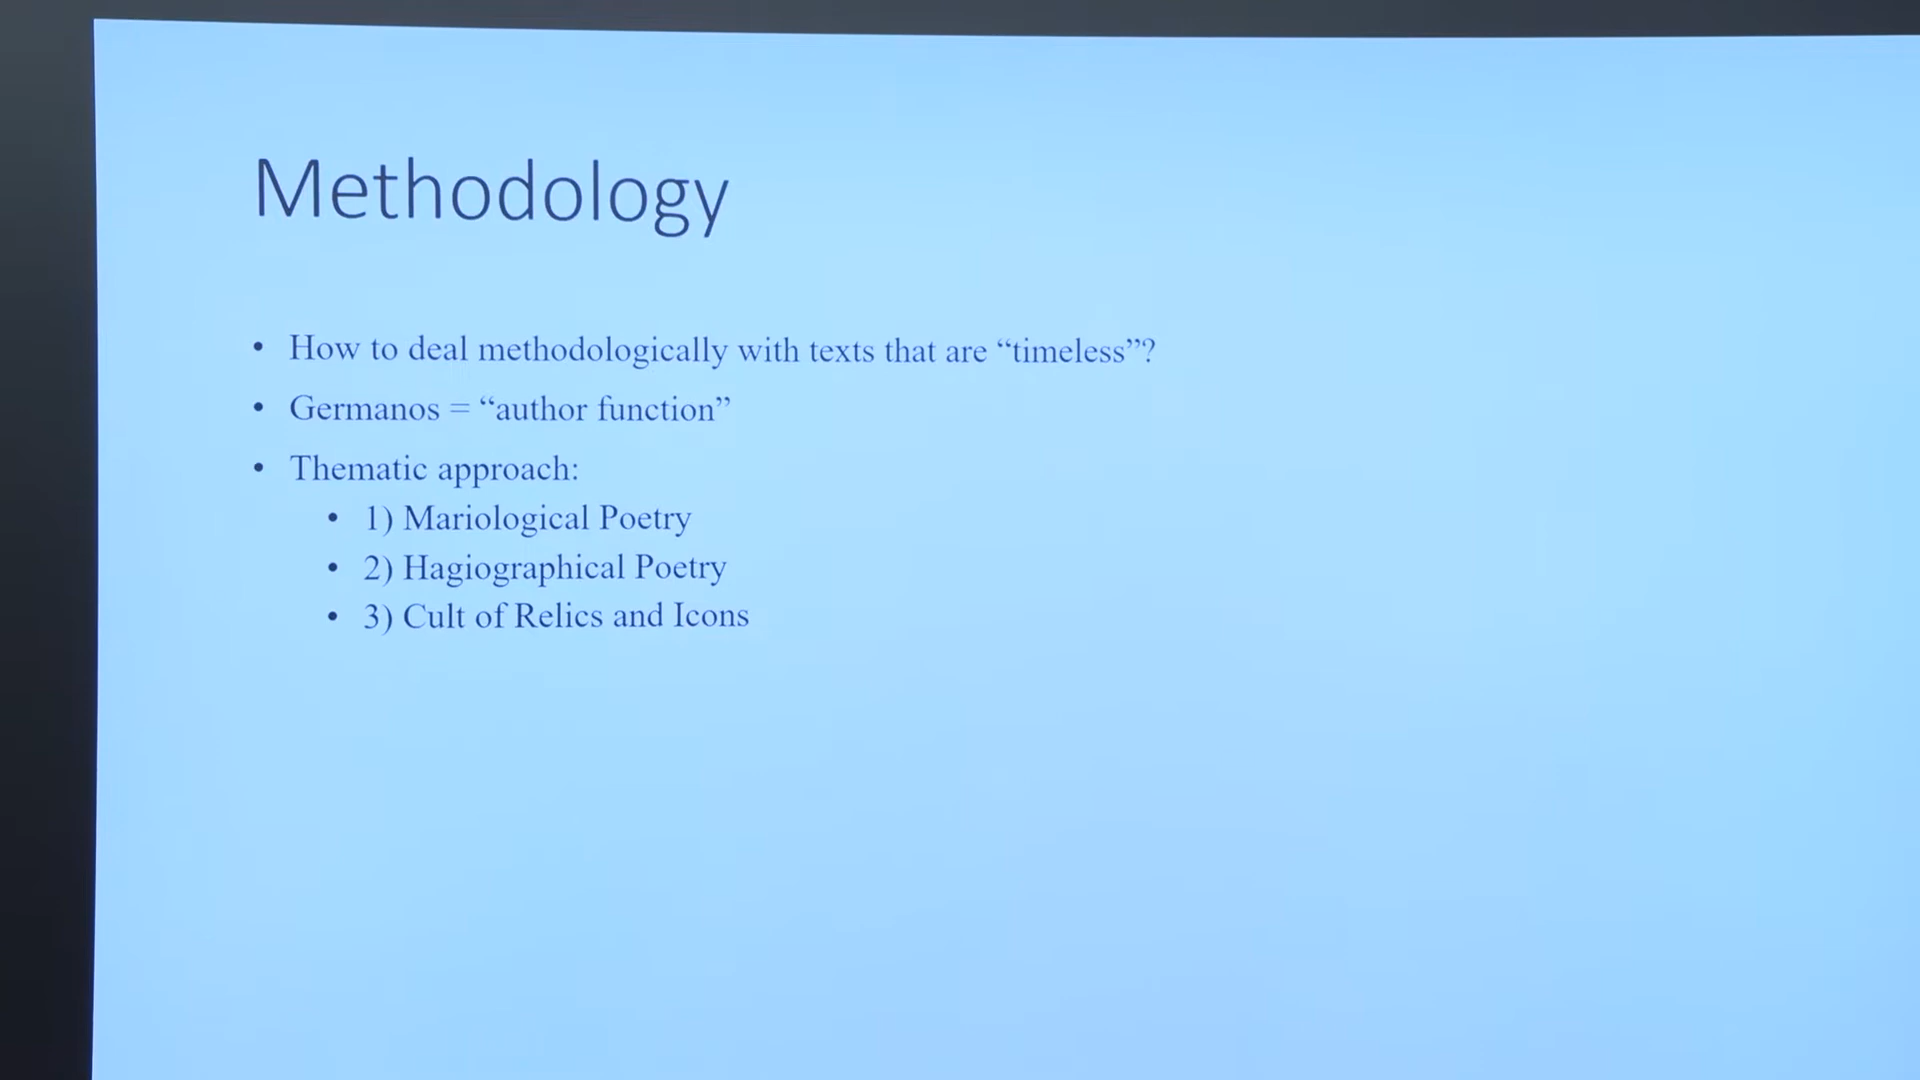 Methodology
• How to deal methodologically with texts that are “timeless”?
• Germanos = “author function”
• Thematic approach:
• 1) Mariological Poetry
• 2) Hagiographical Poetry
• 3) Cult of Relics and Icons